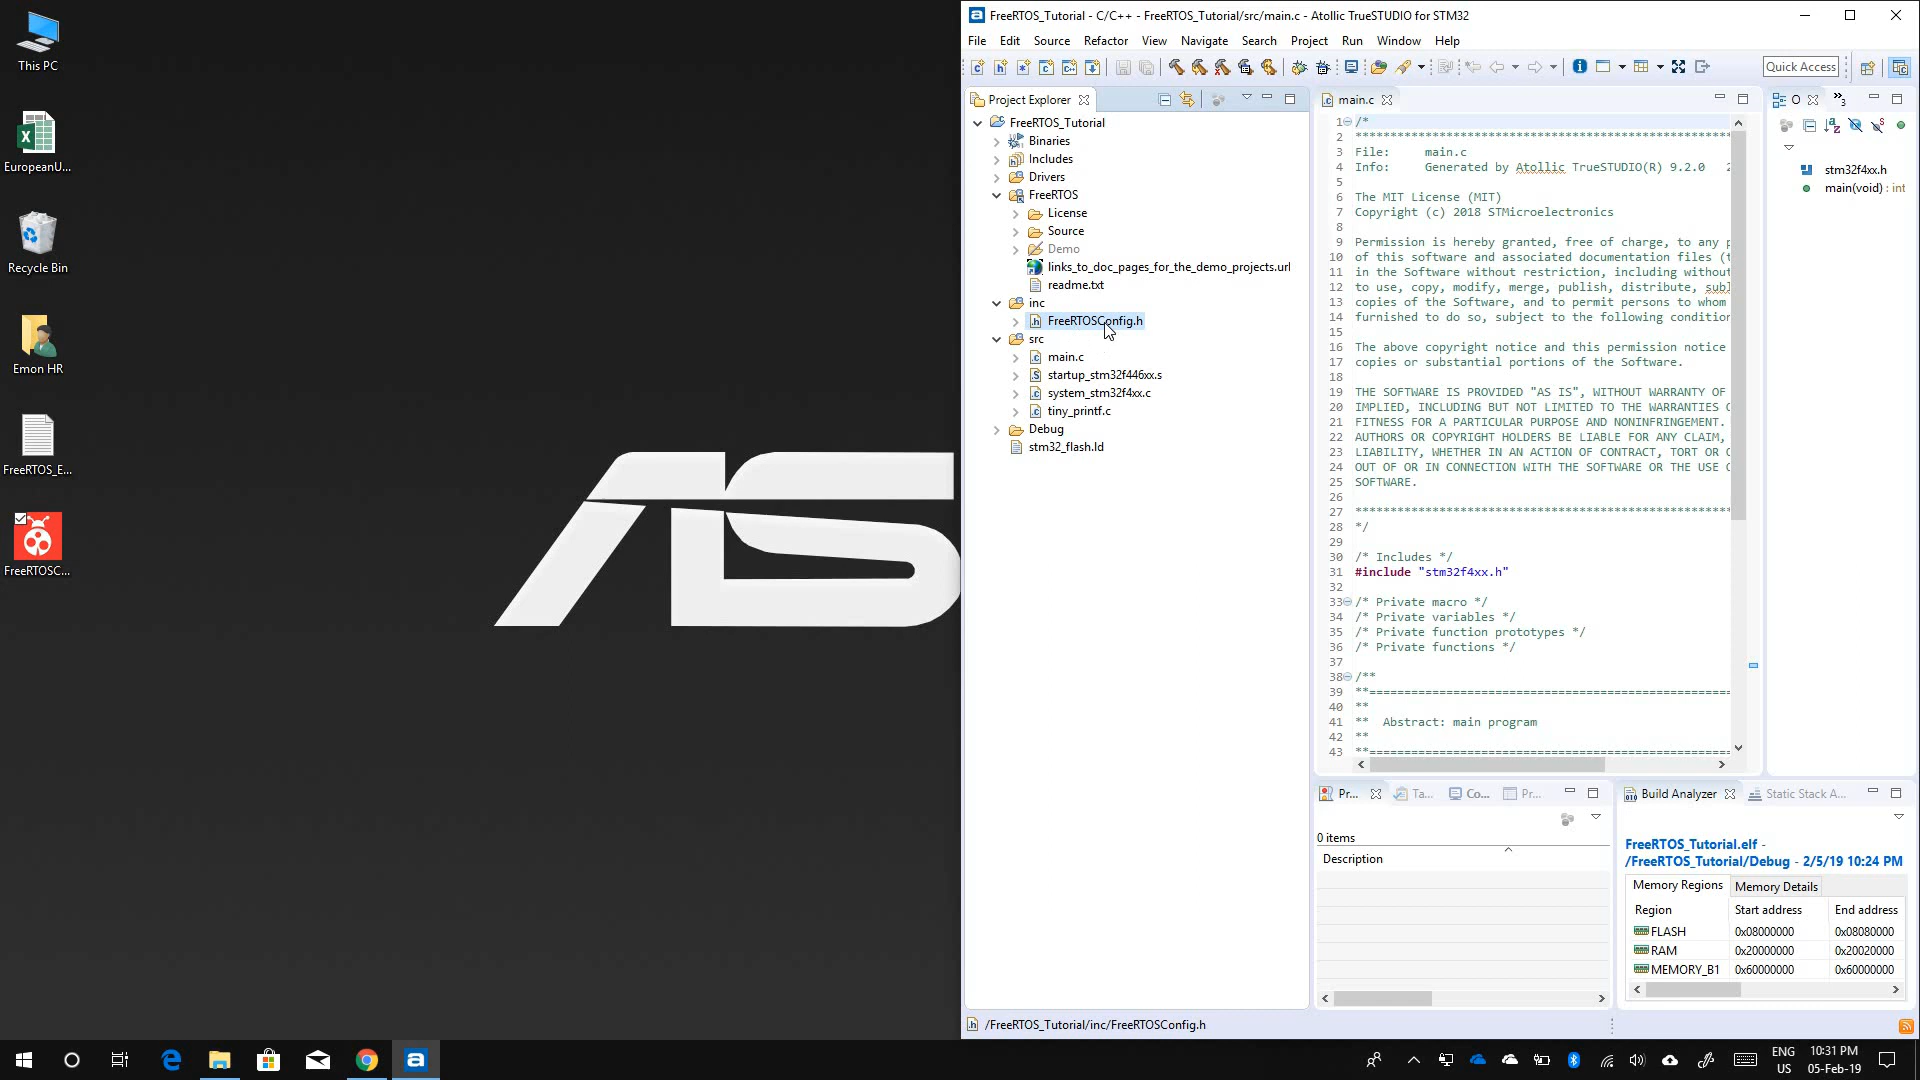 This PC
EuropeanU...
Recycle Bin
Emon HR
FreeRTOS_E...
FreeRTOSC...
FreeRTOS_Tutorial - C/C++ - FreeRTOS_Tutorial/src/main.c - Atollic TrueSTUDIO for STM32
File Edit Source Refactor View Navigate Search Project Run Window Help
Quick Access
Project Explorer
FreeRTOS_Tutorial
Binaries
Includes
Drivers
FreeRTOS
License
Source
Demo
links_to_doc_pages_for_the_demo_projects.url
readme.txt
inc
FreeRTOSConfig.h
src
main.c
startup_stm32f446xx.s
system_stm32f4xx.c
tiny_printf.c
Debug
stm32_flash.ld
main.c
1 /*
2 ******************************************************
3 File: main.c
4 Info: Generated by Atollic TrueSTUDIO(R) 9.2.0 2
5
6 The MIT License (MIT)
7 Copyright (c) 2018 STMicroelectronics
8
9 Permission is hereby granted, free of charge, to any p
10 of this software and associated documentation files (t
11 in the Software without restriction, including without
12 to use, copy, modify, merge, publish, distribute, subl
13 copies of the Software, and to permit persons to whom
14 furnished to do so, subject to the following condition
15
16 The above copyright notice and this permission notice
17 copies or substantial portions of the Software.
18
19 THE SOFTWARE IS PROVIDED "AS IS", WITHOUT WARRANTY OF
20 IMPLIED, INCLUDING BUT NOT LIMITED TO THE WARRANTIES O
21 FITNESS FOR A PARTICULAR PURPOSE AND NONINFRINGEMENT.
22 AUTHORS OR COPYRIGHT HOLDERS BE LIABLE FOR ANY CLAIM,
23 LIABILITY, WHETHER IN AN ACTION OF CONTRACT, TORT OR O
24 OUT OF OR IN CONNECTION WITH THE SOFTWARE OR THE USE O
25 SOFTWARE.
26
27 ******************************************************
28 */
29
30 /* Includes */
31 #include "stm32f4xx.h"
32
33 /* Private macro */
34 /* Private variables */
35 /* Private function prototypes */
36 /* Private functions */
37
38 /**
39 **====================================================
40 **
41 ** Abstract: main program
42 **
43 **====================================================
O
3
stm32f4xx.h
main(void) : int
Pr... Ta... Co... Pr...
0 items
Description
Build Analyzer Static Stack A...
FreeRTOS_Tutorial.elf -
/FreeRTOS_Tutorial/Debug - 2/5/19 10:24 PM
Memory Regions Memory Details
Region Start address End address
FLASH 0x08000000 0x08080000
RAM 0x20000000 0x20020000
MEMORY_B1 0x60000000 0x60000000
/FreeRTOS_Tutorial/inc/FreeRTOSConfig.h
ENG
US
10:31 PM
05-Feb-19